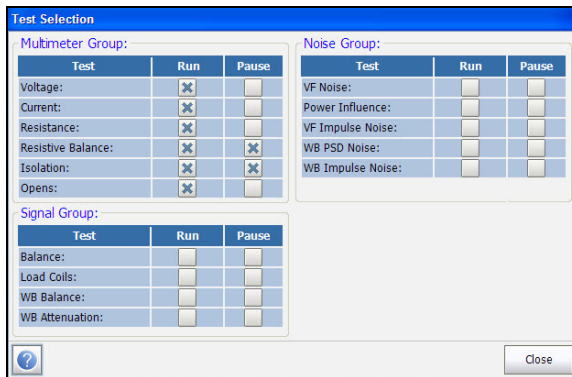 Test Selection
Multimeter Group:
Test Run Pause
Voltage:
Current:
Resistance:
Resistive Balance:
Isolation:
Opens:
Signal Group:
Test Run Pause
Balance:
Load Coils:
WB Balance:
WB Attenuation:
Noise Group:
Test Run Pause
VF Noise:
Power Influence:
VF Impulse Noise:
WB PSD Noise:
WB Impulse Noise:
?
Close